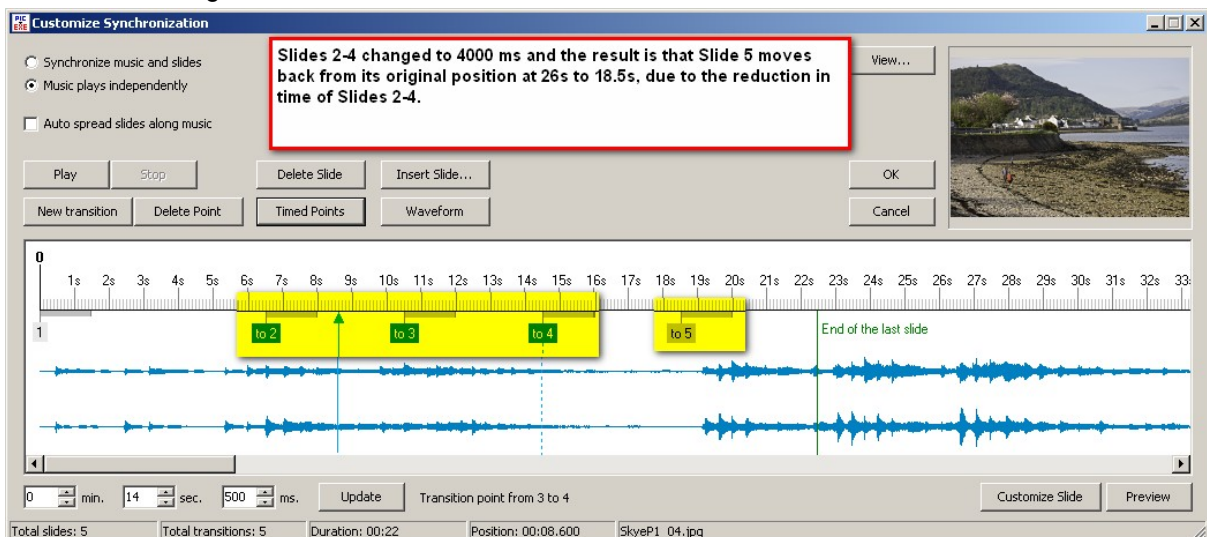 PIC EXE Customize Synchronization
Synchronize music and slides
Music plays independently
Auto spread slides along music
Slides 2-4 changed to 4000 ms and the result is that Slide 5 moves
back from its original position at 26s to 18.5s, due to the reduction in
time of Slides 2-4.
View...
Play Stop Delete Slide Insert Slide... OK
New transition Delete Point Timed Points Waveform Cancel
0
1s 2s 3s 4s 5s 6s 7s 8s 9s 10s 11s 12s 13s 14s 15s 16s 17s 18s 19s 20s 21s 22s 23s 24s 25s 26s 27s 28s 29s 30s 31s 32s 33s
1 to 2 to 3 to 4 to 5 End of the last slide
0 min. 14 sec. 500 ms. Update Transition point from 3 to 4 Customize Slide Preview
Total slides: 5 Total transitions: 5 Duration: 00:22 Position: 00:08.600 SkyeP1_04.jpg